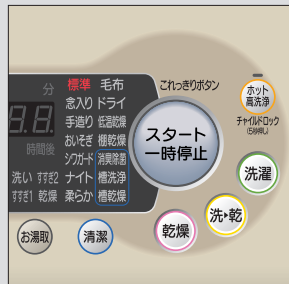 分
8.8.
時間後
洗い すすぎ2
すすぎ1 乾燥
標準 毛布
念入り ドライ
手造り 低温乾燥
おいそぎ 棚乾燥
シワガード 消臭除菌
ナイト 槽洗浄
柔らか 槽乾燥
お湯取
清潔
これっきりボタン
スタート
一時停止
ホット
高洗浄
チャイルドロック
(5秒押し)
洗濯
洗▸乾
乾燥